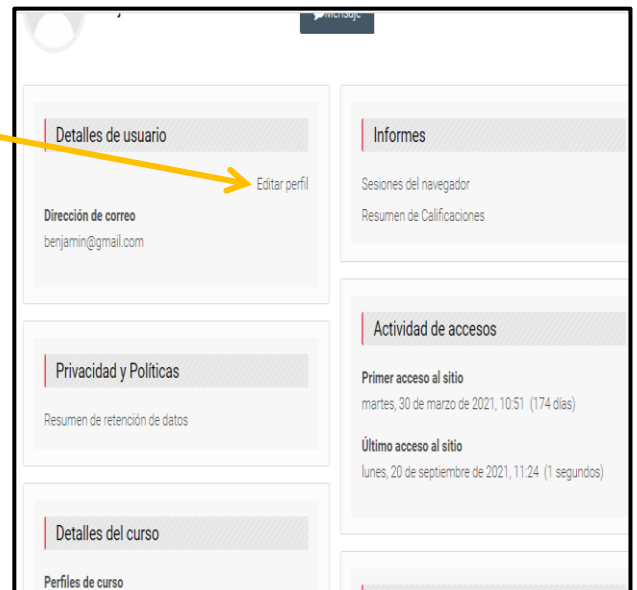 Mensaje
Detalles de usuario
Editar perfil
Dirección de correo
benjamin@gmail.com
Privacidad y Políticas
Resumen de retención de datos
Detalles del curso
Perfiles de curso
Informes
Sesiones del navegador
Resumen de Calificaciones
Actividad de accesos
Primer acceso al sitio
martes, 30 de marzo de 2021, 10:51 (174 días)
Último acceso al sitio
lunes, 20 de septiembre de 2021, 11:24 (1 segundos)